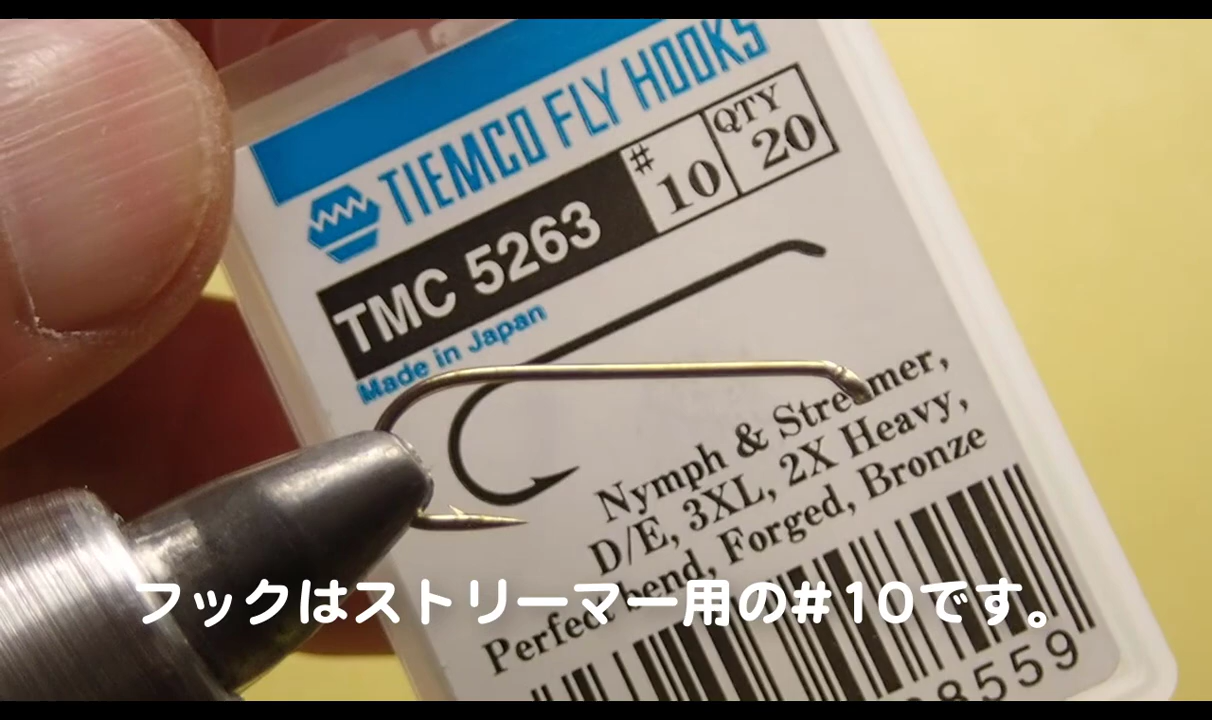 TIEMCO FLY HOOKS
TMC 5263
# 10
QTY 20
Made in Japan
Nymph & Streamer,
D/E, 3XL, 2X Heavy,
Perfect bend, Forged, Bronze
8559
フックはストリーマー用の#10です。